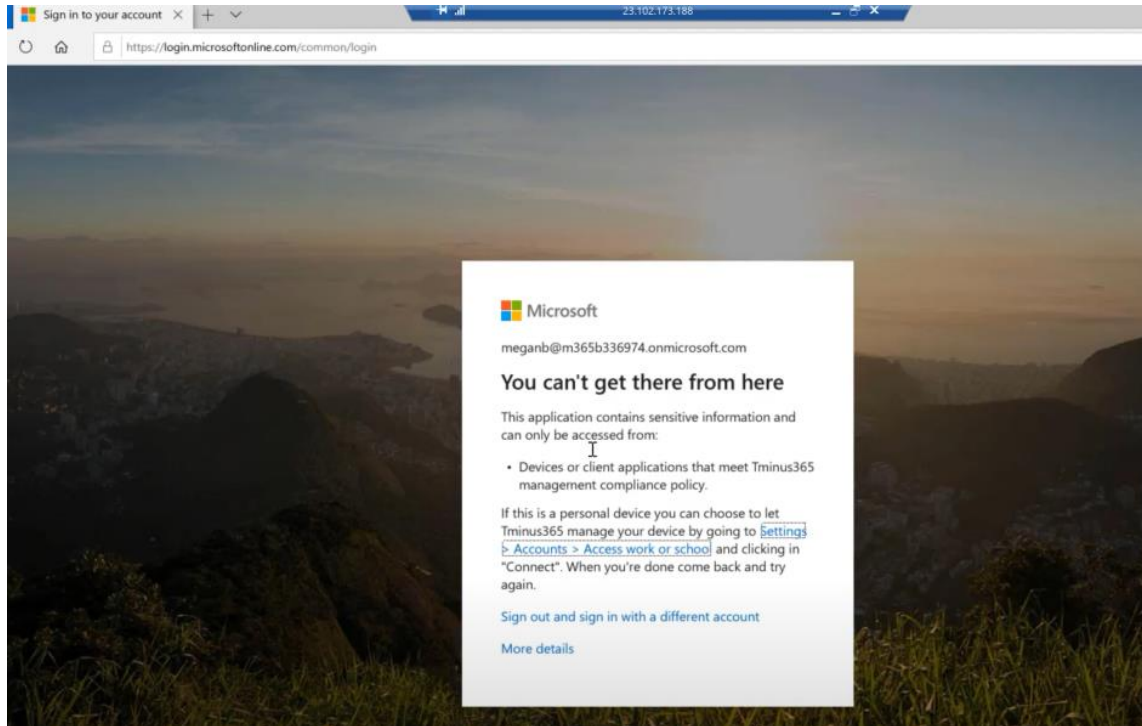 Sign in to your account
23.102.173.188
https://login.microsoftonline.com/common/login
Microsoft
meganb@m365b336974.onmicrosoft.com
You can't get there from here
This application contains sensitive information and
can only be accessed from:
• Devices or client applications that meet Tminus365
management compliance policy.
If this is a personal device you can choose to let
Tminus365 manage your device by going to Settings
> Accounts > Access work or school and clicking in
"Connect". When you're done come back and try
again.
Sign out and sign in with a different account
More details